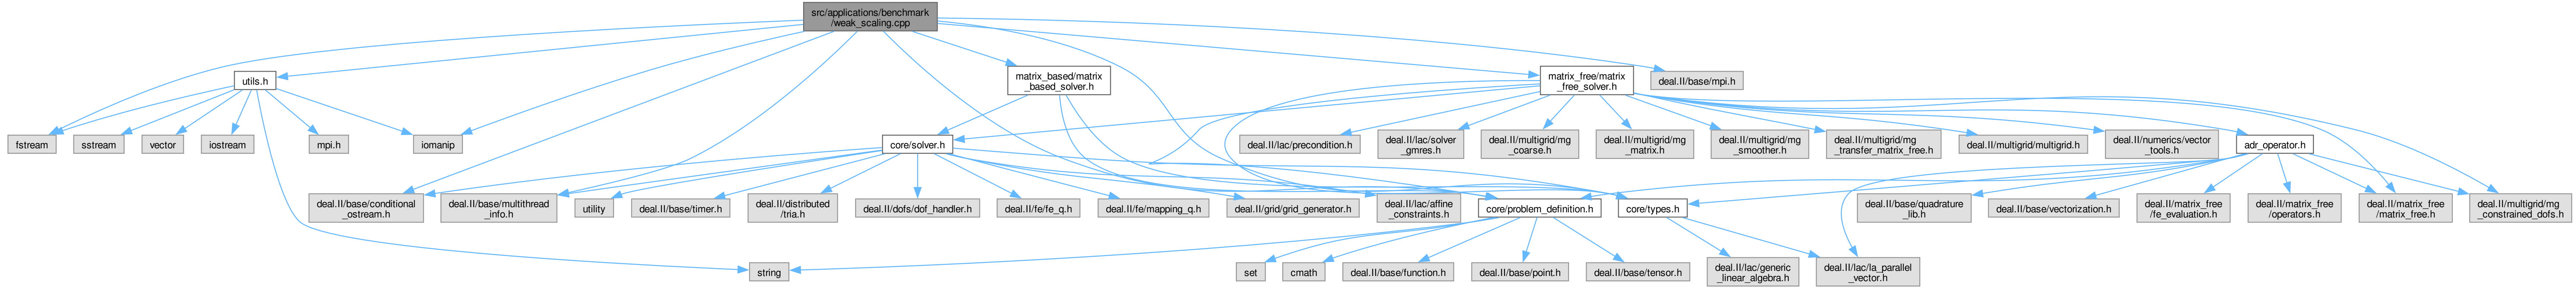 src/applications/benchmark
/weak_scaling.cpp
utils.h
matrix_based/matrix
_based_solver.h
matrix_free/matrix
_free_solver.h
deal.II/base/mpi.h
fstream
sstream
vector
iostream
mpi.h
iomanip
core/solver.h
deal.II/lac/precondition.h
deal.II/lac/solver
_gmres.h
deal.II/multigrid/mg
_coarse.h
deal.II/multigrid/mg
_matrix.h
deal.II/multigrid/mg
_smoother.h
deal.II/multigrid/mg
_transfer_matrix_free.h
deal.II/multigrid/multigrid.h
deal.II/numerics/vector
_tools.h
adr_operator.h
deal.II/base/conditional
_ostream.h
deal.II/base/multithread
_info.h
utility
deal.II/base/timer.h
deal.II/distributed
/tria.h
deal.II/dofs/dof_handler.h
deal.II/fe/fe_q.h
deal.II/fe/mapping_q.h
deal.II/grid/grid_generator.h
deal.II/lac/affine
_constraints.h
core/problem_definition.h
core/types.h
deal.II/base/quadrature
_lib.h
deal.II/base/vectorization.h
deal.II/matrix_free
/fe_evaluation.h
deal.II/matrix_free
/operators.h
deal.II/matrix_free
/matrix_free.h
deal.II/multigrid/mg
_constrained_dofs.h
string
set
cmath
deal.II/base/function.h
deal.II/base/point.h
deal.II/base/tensor.h
deal.II/lac/generic
_linear_algebra.h
deal.II/lac/la_parallel
_vector.h